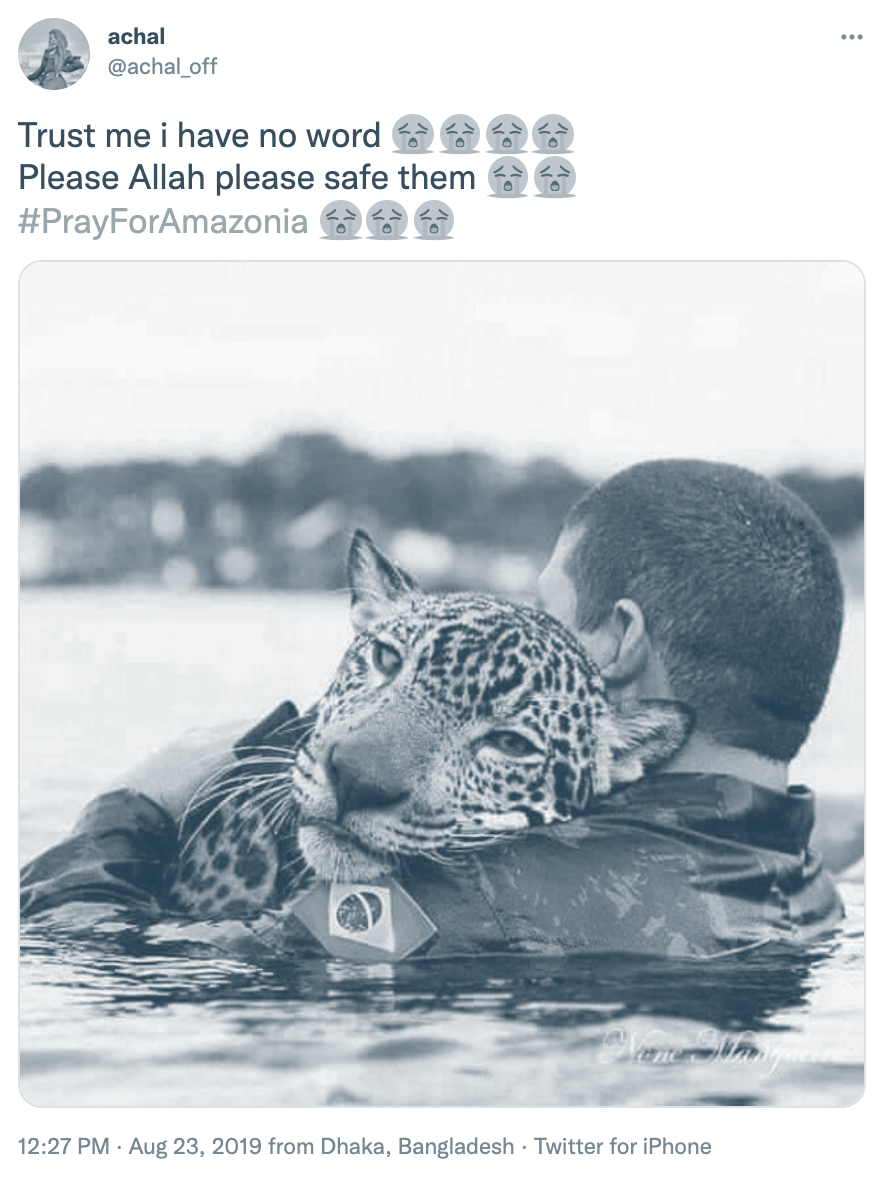 achal
@achal_off
Trust me i have no word 😭😭😭😭
Please Allah please safe them 😭😭
#PrayForAmazonia 😭😭😭
12:27 PM · Aug 23, 2019 from Dhaka, Bangladesh · Twitter for iPhone